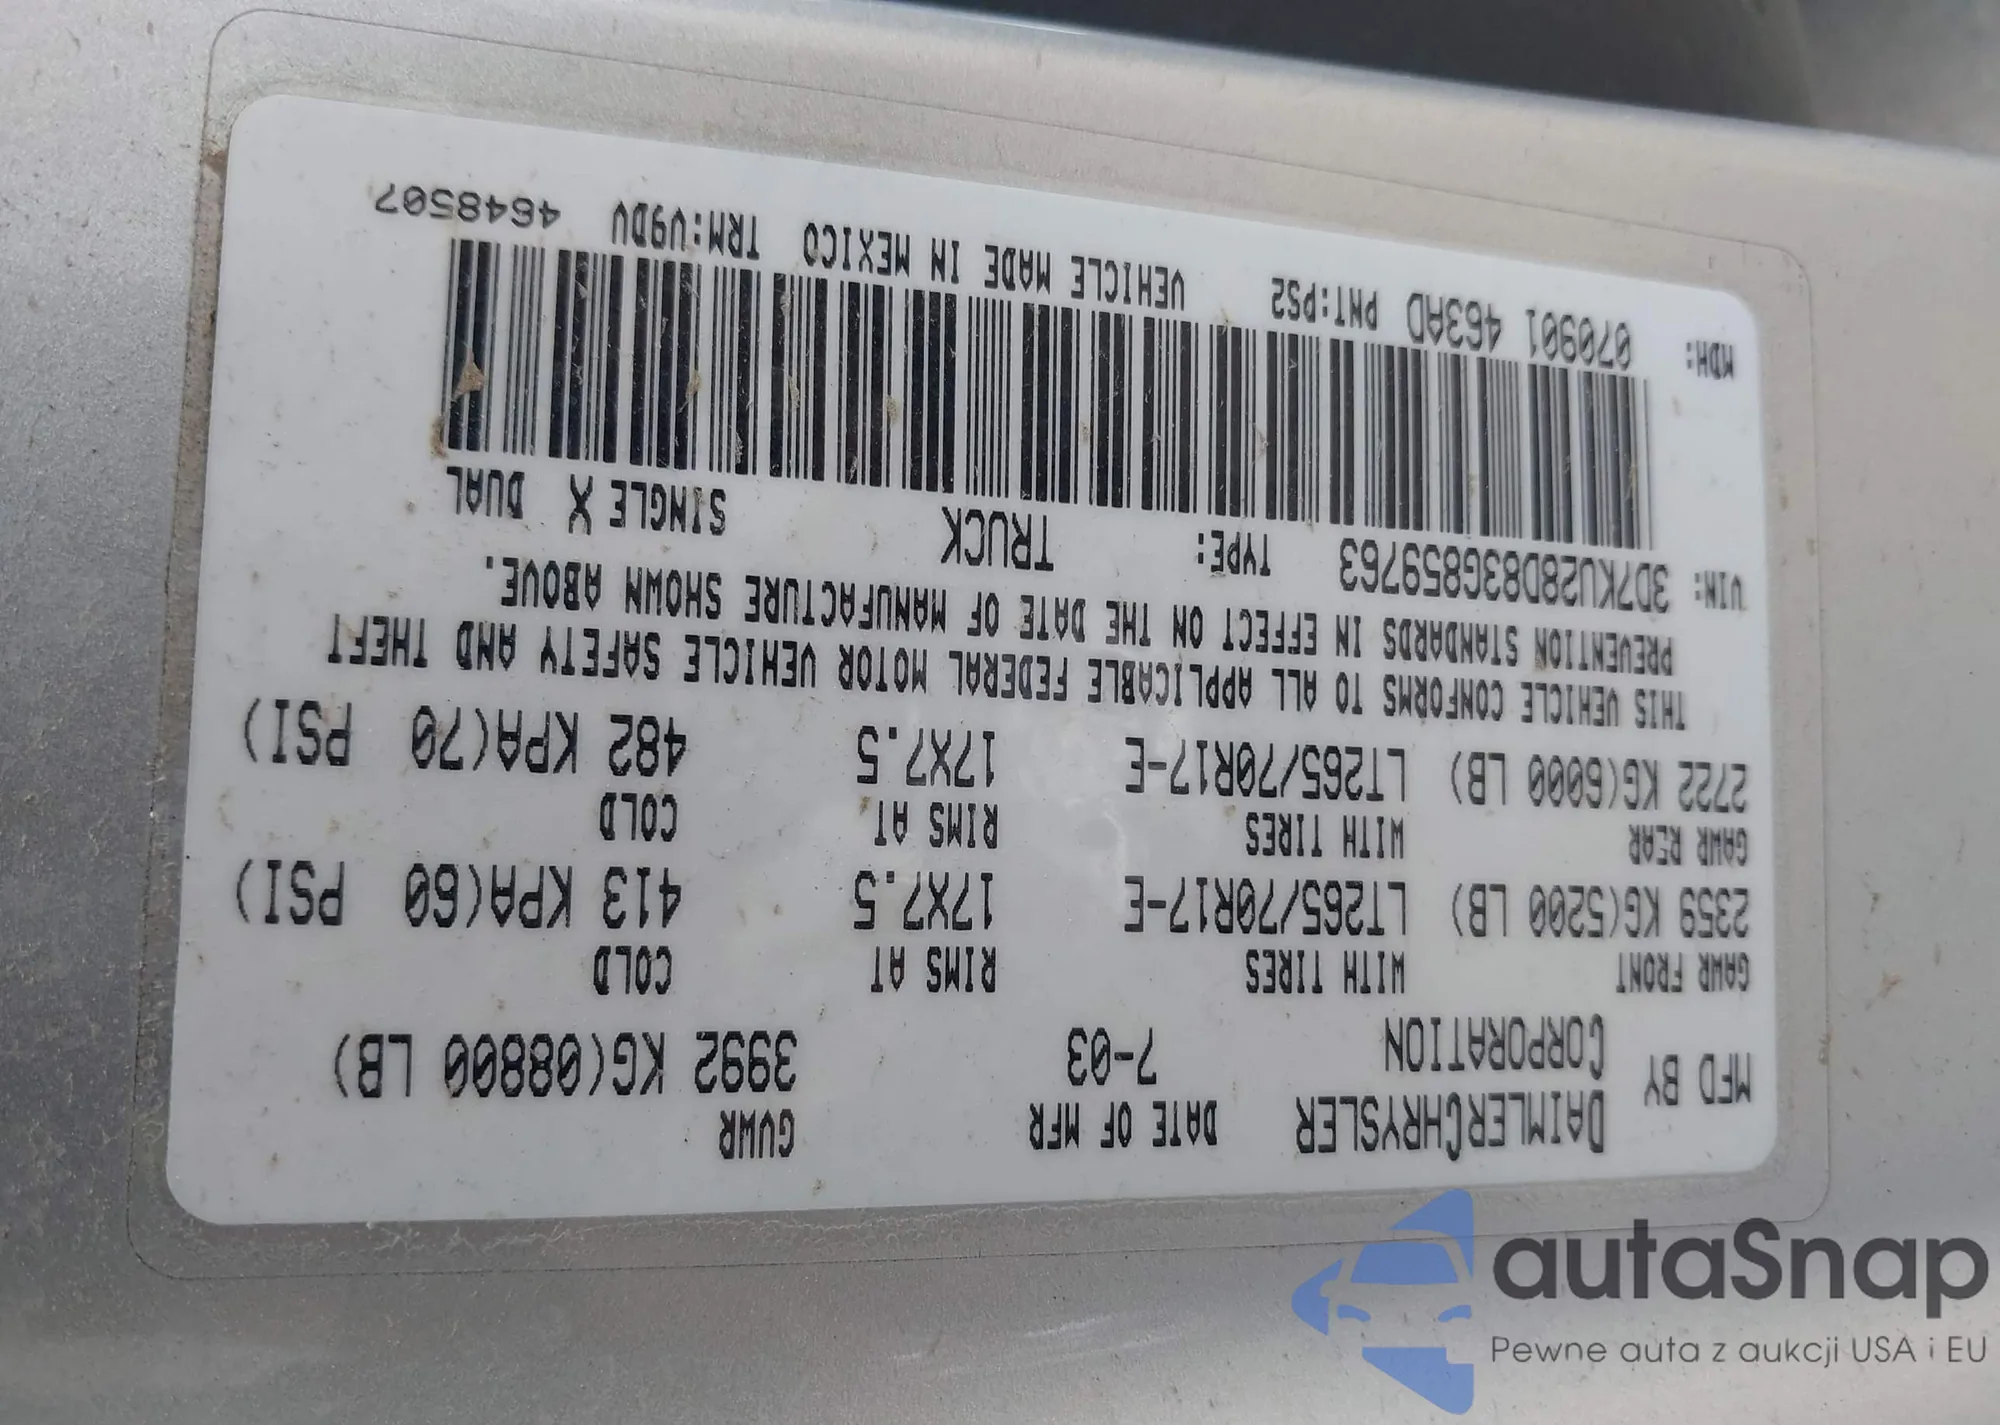 MFD BY DAIMLERCHRYSLER CORPORATION DATE OF MFR 7-03 GVWR 3992 KG(08800 LB)
GAWR FRONT WITH TIRES RIMS AT COLD
2359 KG(5200 LB) LT265/70R17-E 17X7.5 413 KPA(60 PSI)
GAWR REAR WITH TIRES RIMS AT COLD
2722 KG(6000 LB) LT265/70R17-E 17X7.5 482 KPA(70 PSI)
THIS VEHICLE CONFORMS TO ALL APPLICABLE FEDERAL MOTOR VEHICLE SAFETY AND THEFT
PREVENTION STANDARDS IN EFFECT ON THE DATE OF MANUFACTURE SHOWN ABOVE.
VIN: 3D7KU28D83G859763 TYPE: TRUCK SINGLE X DUAL
MDH: 070901 463AD PNT:PS2 VEHICLE MADE IN MEXICO TRM:V9DV 4648507
autaSnap
Pewne auta z aukcji USA i EU